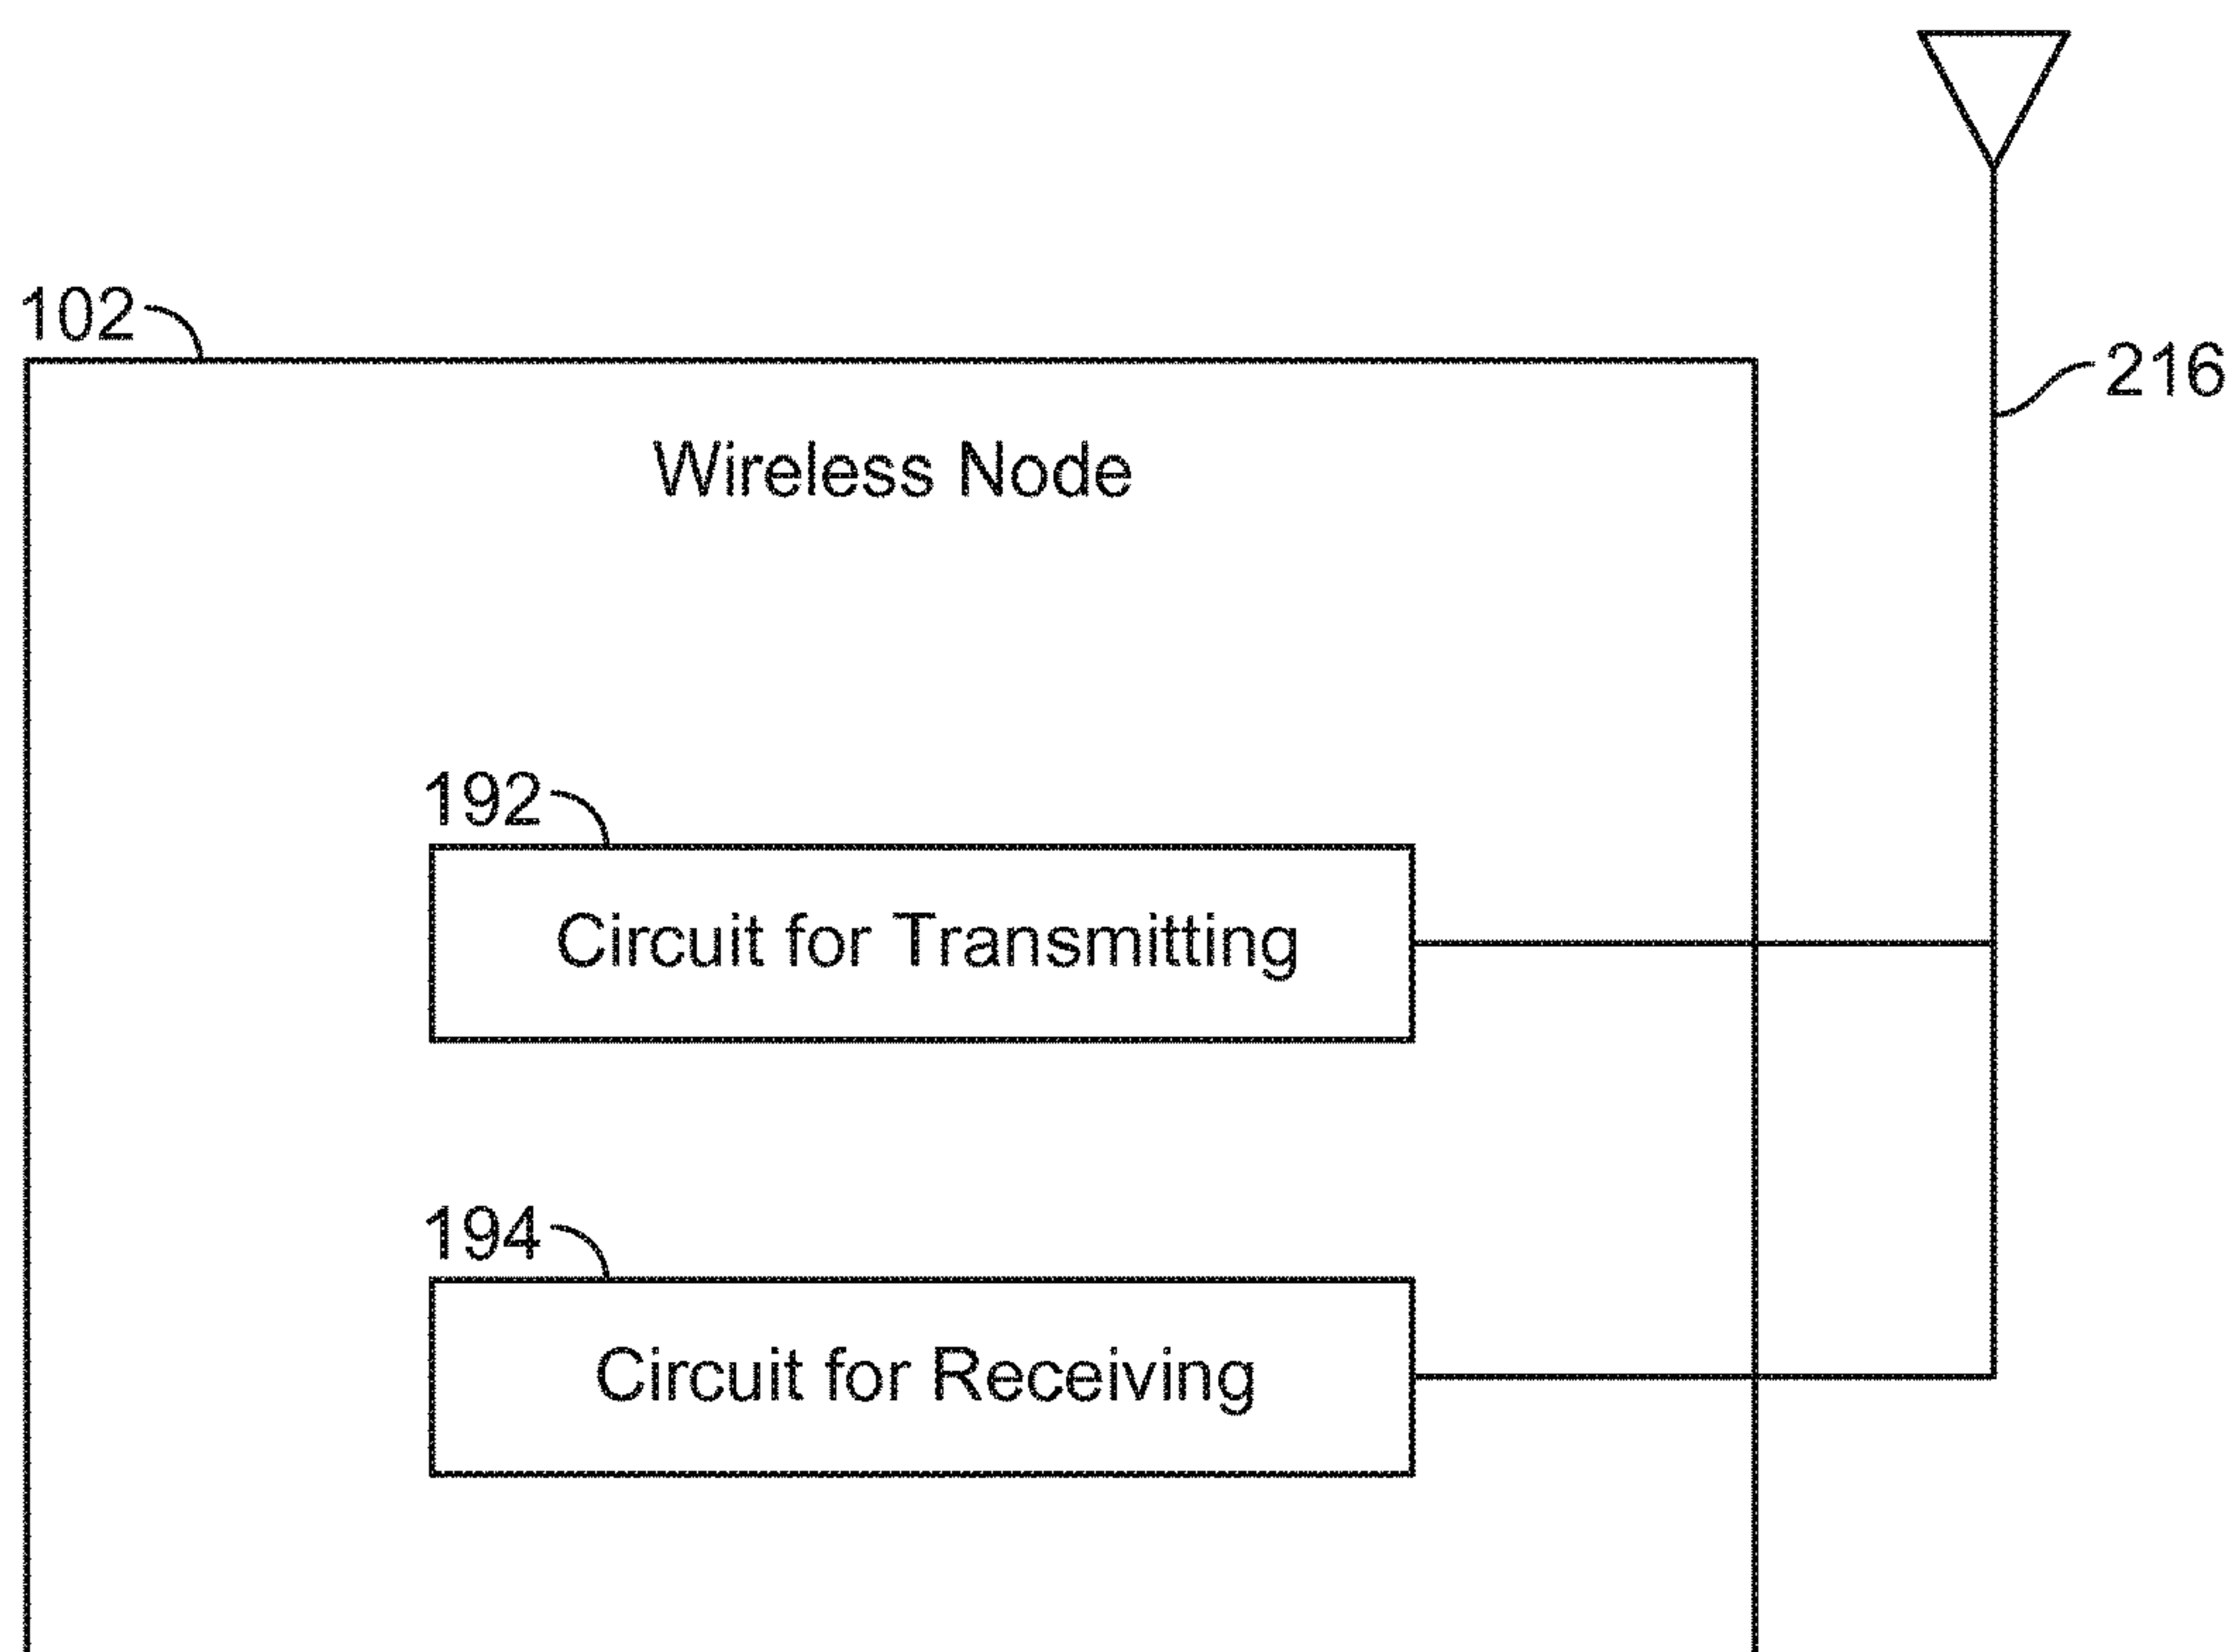 102
216
Wireless Node
192
Circuit for Transmitting
194
Circuit for Receiving